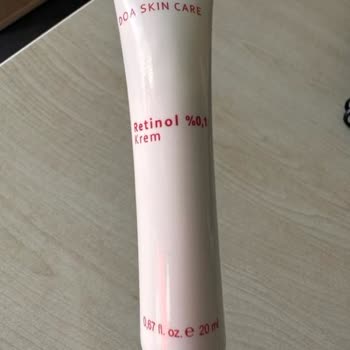 DOA SKIN CARE
Retinol %0,1
Krem
0,67 fl. oz. e 20 ml